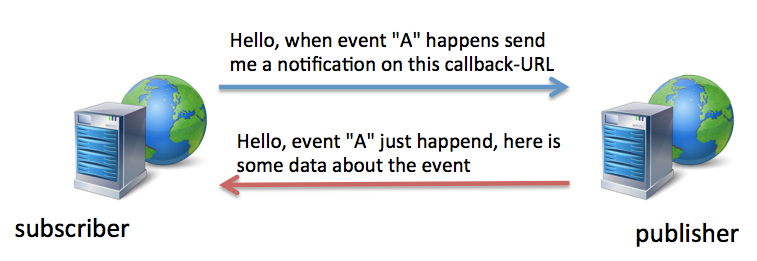 Hello, when event "A" happens send
me a notification on this callback-URL
Hello, event "A" just happend, here is
some data about the event
subscriber
publisher